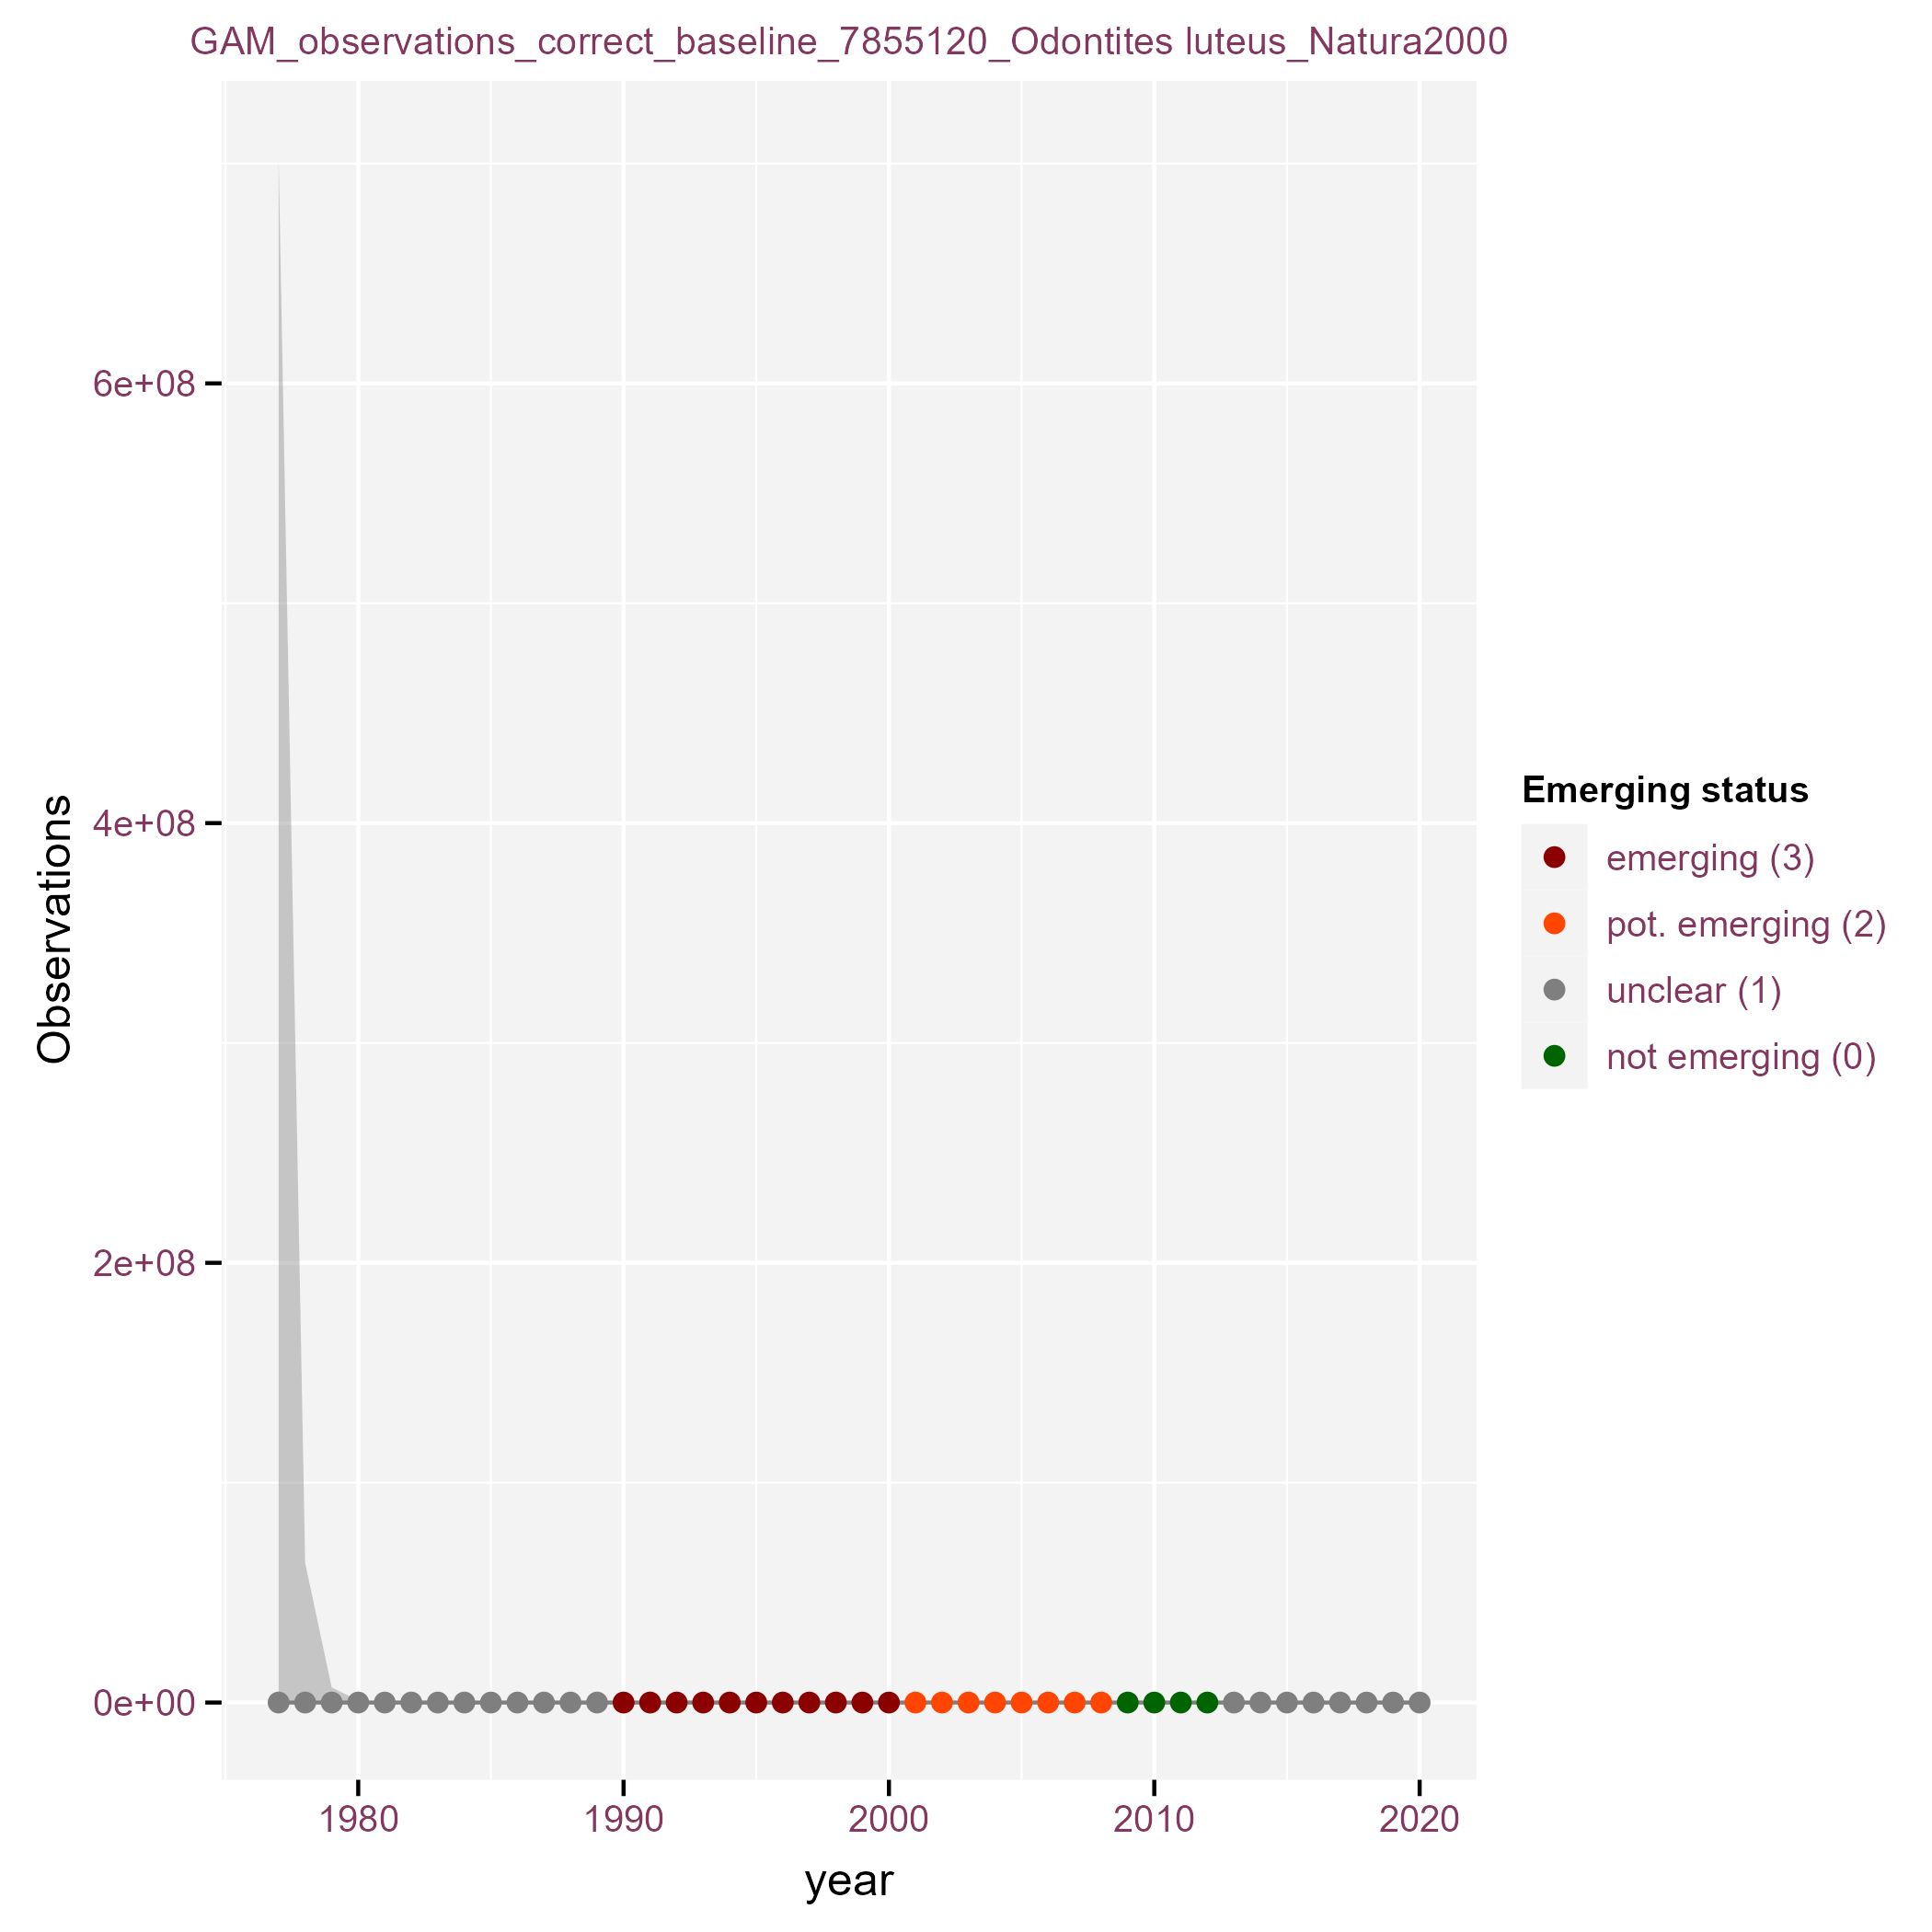 GAM_observations_correct_baseline_7855120_Odontites luteus_Natura2000
Observations
6e+08
4e+08
2e+08
0e+00
1980 1990 2000 2010 2020
year
Emerging status
emerging (3)
pot. emerging (2)
unclear (1)
not emerging (0)